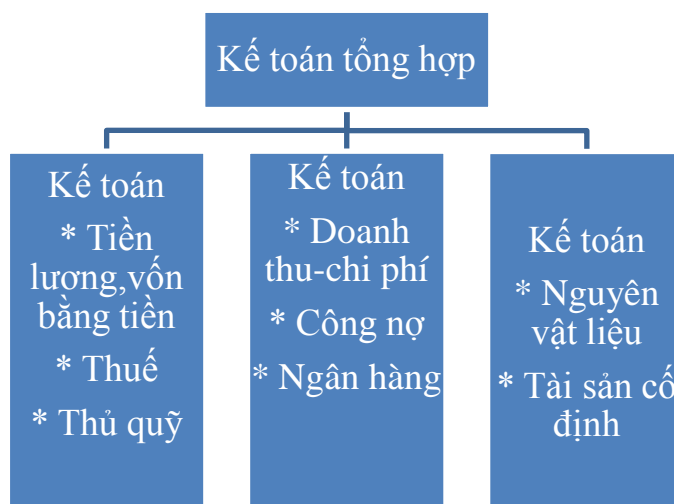 Kế toán tổng hợp
Kế toán
* Tiền
lương,vốn
bằng tiền
* Thuế
* Thủ quỹ
Kế toán
* Doanh
thu-chi phí
* Công nợ
* Ngân hàng
Kế toán
* Nguyên
vật liệu
* Tài sản cố
định